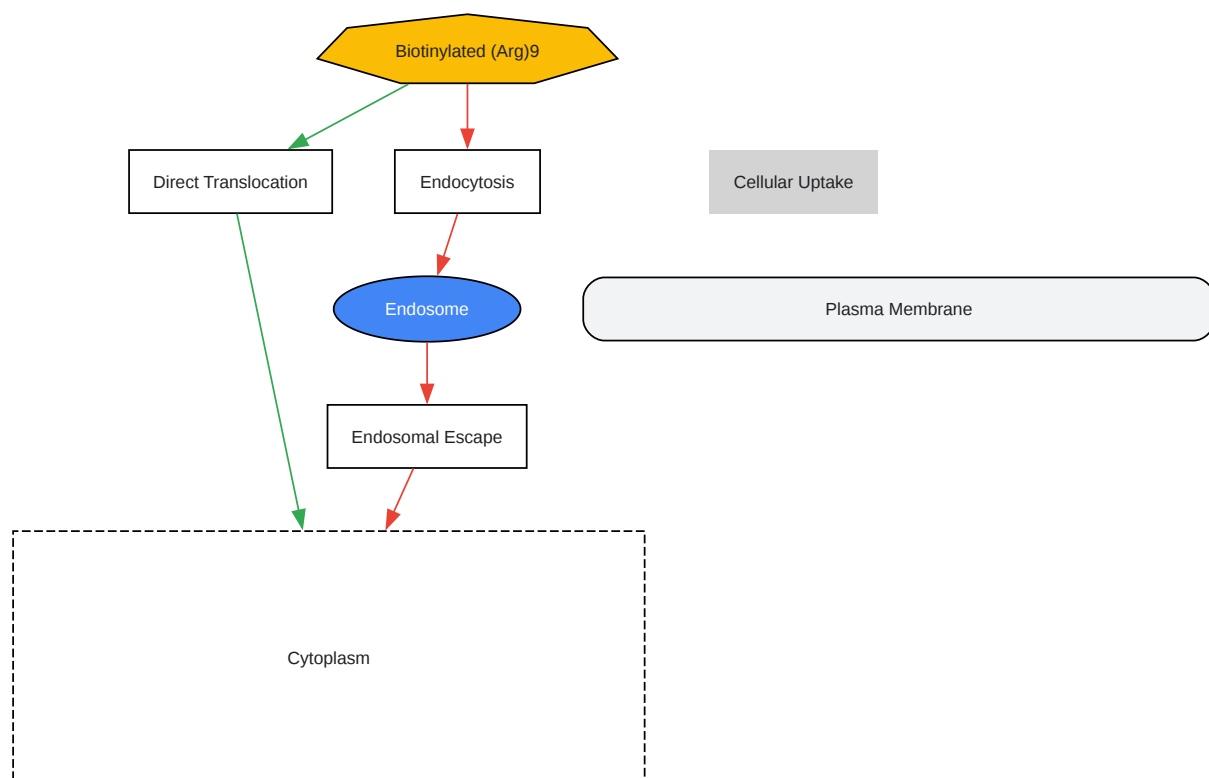 Biotinylated (Arg)9
Direct Translocation
Endocytosis
Cellular Uptake
Endosome
Plasma Membrane
Endosomal Escape
Cytoplasm